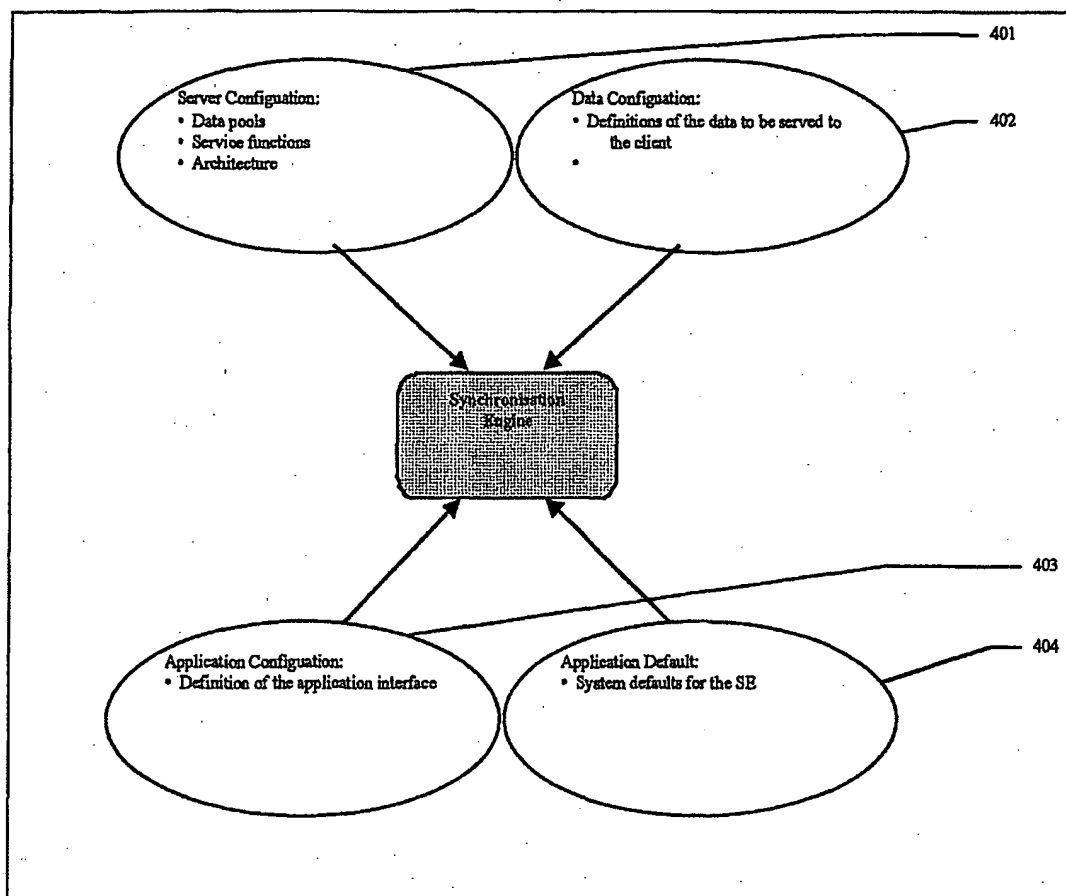 401
Server Configuation:
• Data pools
• Service functions
• Architecture
Data Configuation:
• Definitions of the data to be served to
the client
•
402
Synchronisation
Engine
403
Application Configuation:
• Definition of the application interface
Application Default:
• System defaults for the SE
404